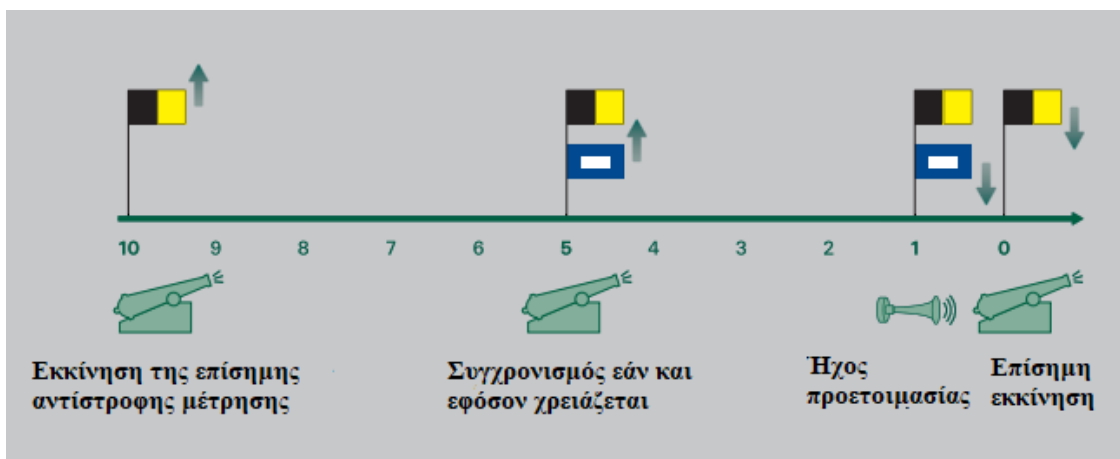 10 9 8 7 6 5 4 3 2 1 0
Εκκίνηση της επίσημης
αντίστροφης μέτρησης
Συγχρονισμός εάν και
εφόσον χρειάζεται
Ήχος
προετοιμασίας
Επίσημη
εκκίνηση